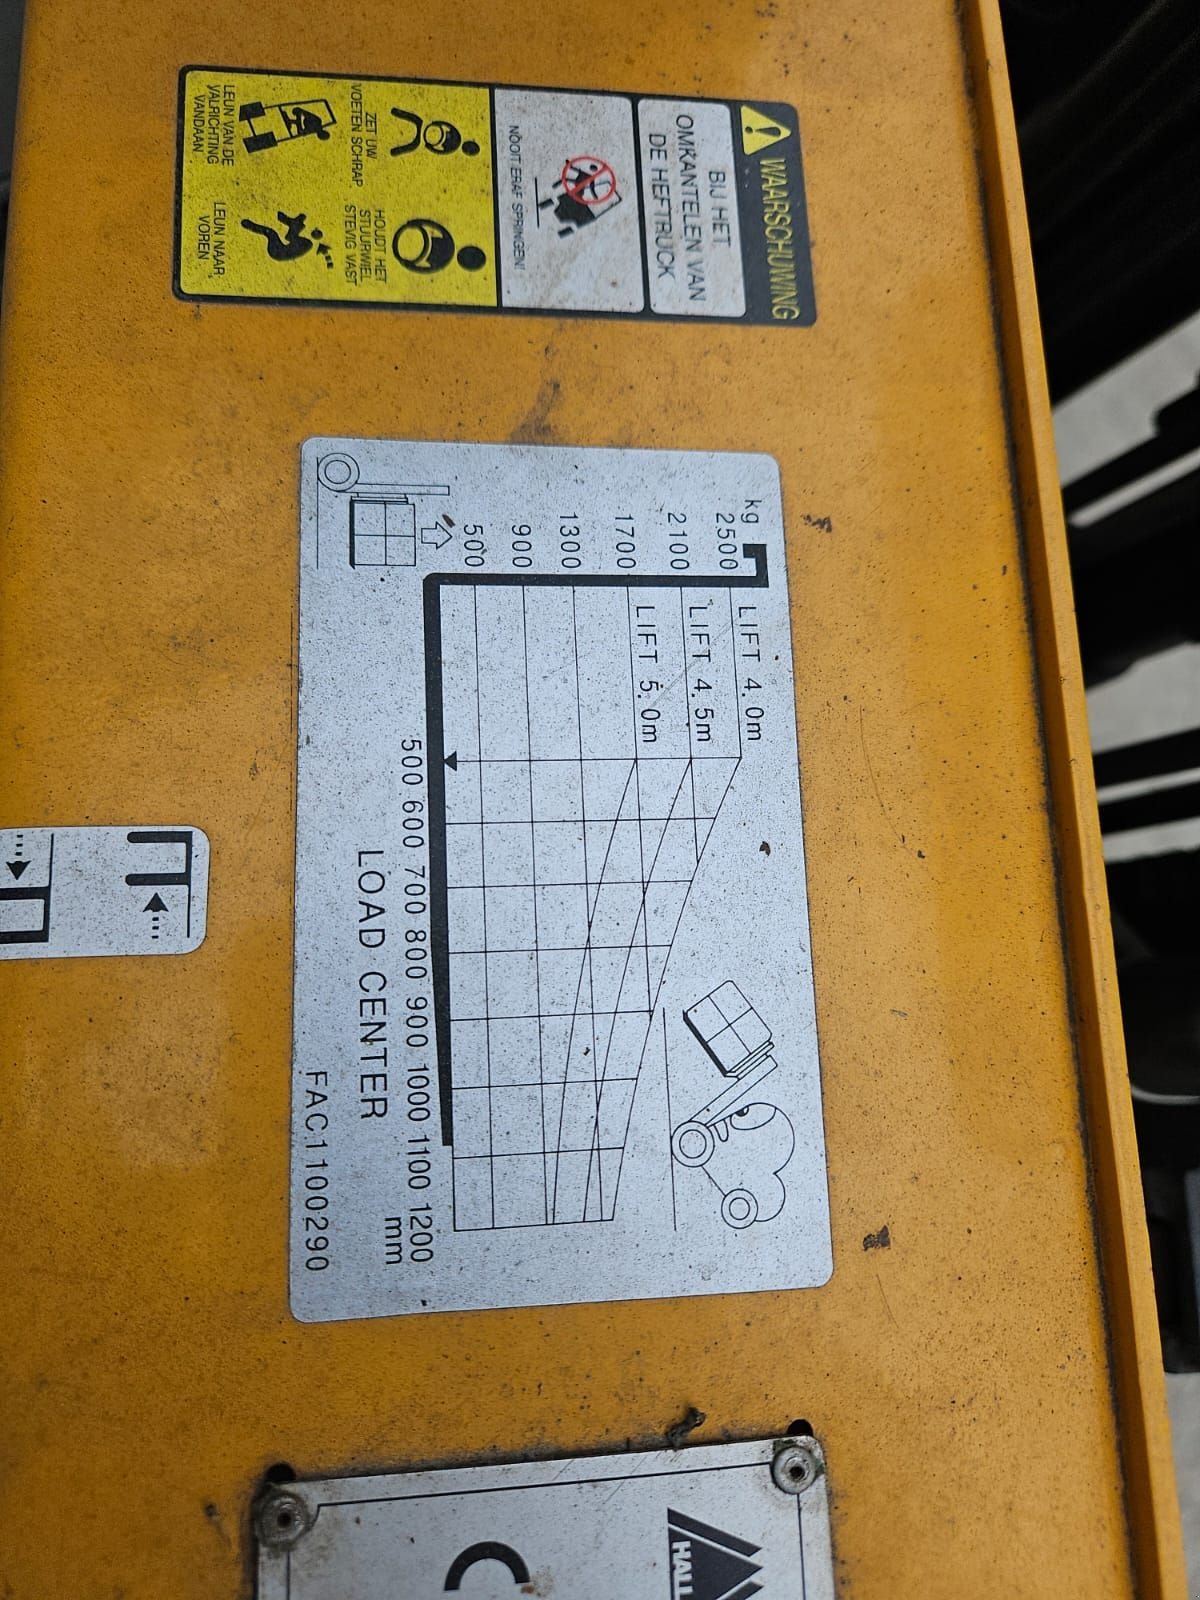 WAARSCHUWING
BIJ HET
OMKANTELEN VAN
DE HEFTRUCK
NOOIT ERAF SPRINGEN!
ZET UW
VOETEN SCHRAP
HOUDT HET
STUURWIEL
STEVIG VAST
LEUN VAN DE
VALRICHTING
VANDAAN
LEUN NAAR
VOREN
kg
2500
2100
1700
1300
900
500
LIFT 4.0m
LIFT 4.5m
LIFT 5.0m
500 600 700 800 900 1000 1100 1200
mm
LOAD CENTER
FAC1100290
HALL
C